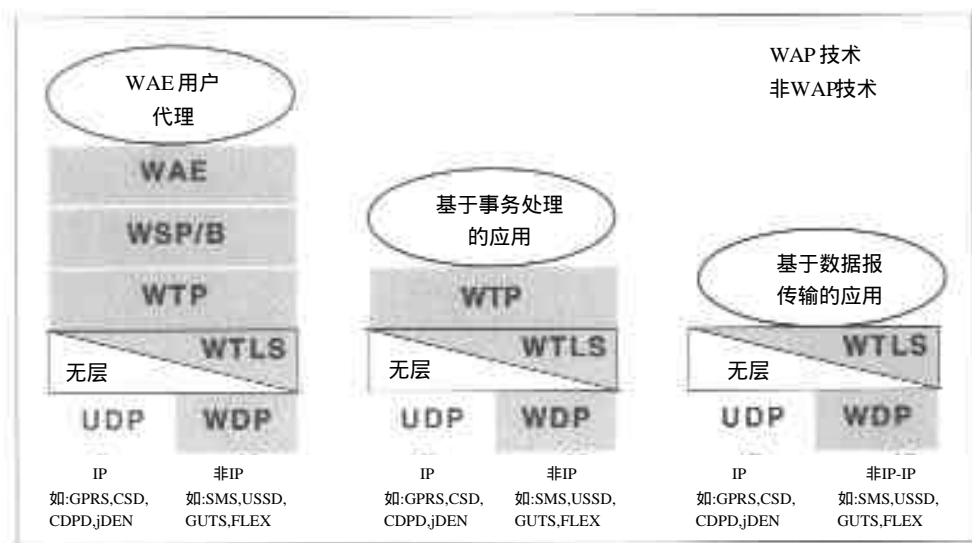 WAP 技术
非WAP技术
WAE 用户
代理
WAE
WSP/B
WTP
WTLS
无层
UDP
WDP
IP
非IP
如:GPRS,CSD,
CDPD,jDEN
如:SMS,USSD,
GUTS,FLEX
基于事务处理
的应用
WTP
WTLS
无层
UDP
WDP
IP
非IP
如:GPRS,CSD,
CDPD,jDEN
如:SMS,USSD,
GUTS,FLEX
基于数据报
传输的应用
WTLS
无层
UDP
WDP
IP
非IP-IP
如:GPRS,CSD,
CDPD,jDEN
如:SMS,USSD,
GUTS,FLEX